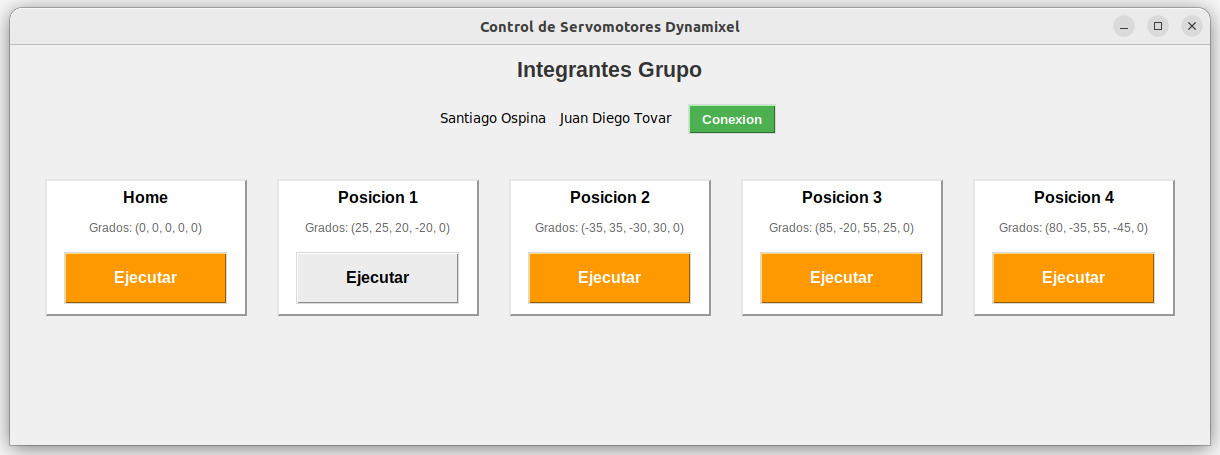 Control de Servomotores Dynamixel
Integrantes Grupo
Santiago Ospina Juan Diego Tovar Conexion
Home
Grados: (0, 0, 0, 0, 0)
Ejecutar
Posicion 1
Grados: (25, 25, 20, -20, 0)
Ejecutar
Posicion 2
Grados: (-35, 35, -30, 30, 0)
Ejecutar
Posicion 3
Grados: (85, -20, 55, 25, 0)
Ejecutar
Posicion 4
Grados: (80, -35, 55, -45, 0)
Ejecutar